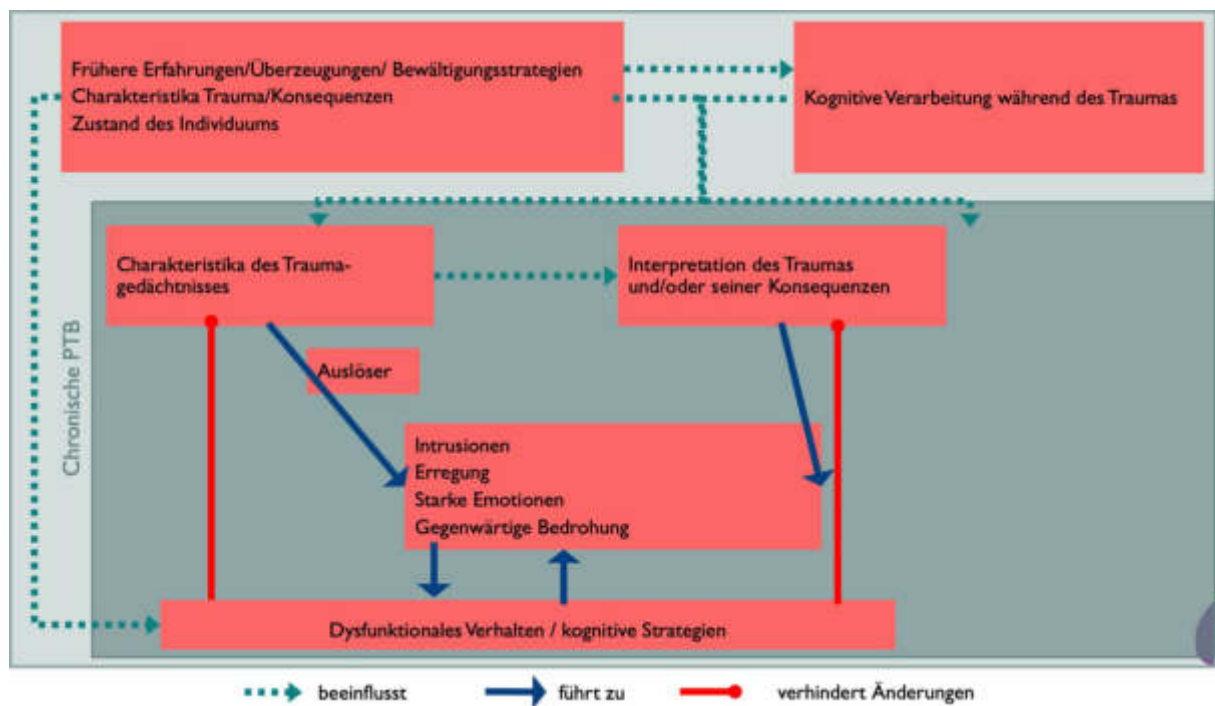 Frühere Erfahrungen/Überzeugungen/ Bewältigungsstrategien
Charakteristika Trauma/Konsequenzen
Zustand des Individuums
Kognitive Verarbeitung während des Traumas
Chronische PTB
Charakteristika des Trauma-
gedächtnisses
Interpretation des Traumas
und/oder seiner Konsequenzen
Auslöser
Intrusionen
Erregung
Starke Emotionen
Gegenwärtige Bedrohung
Dysfunktionales Verhalten / kognitive Strategien
beeinflusst
führt zu
verhindert Änderungen